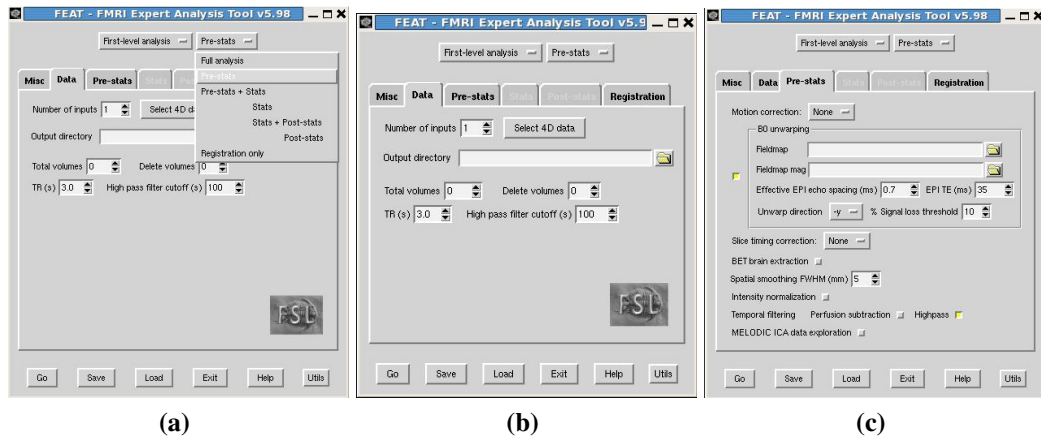 FEAT - FMRI Expert Analysis Tool v5.98
First-level analysis Pre-stats
Full analysis
Pre-stats
Pre-stats + Stats
Stats
Stats + Post-stats
Post-stats
Registration only
Misc Data Pre-stats Stats
Number of inputs 1 Select 4D d
Output directory
Total volumes 0 Delete volumes 0
TR (s) 3.0 High pass filter cutoff (s) 100
FSL
Go Save Load Exit Help Utils
(a)
FEAT - FMRI Expert Analysis Tool v5.9
First-level analysis Pre-stats
Misc Data Pre-stats Stats Post-stats Registration
Number of inputs 1 Select 4D data
Output directory
Total volumes 0 Delete volumes 0
TR (s) 3.0 High pass filter cutoff (s) 100
FSL
Go Save Load Exit Help Utils
(b)
FEAT - FMRI Expert Analysis Tool v5.98
First-level analysis Pre-stats
Misc Data Pre-stats Stats Post-stats Registration
Motion correction: None
B0 unwarping
Fieldmap
Fieldmap mag
Effective EPI echo spacing (ms) 0.7 EPI TE (ms) 35
Unwarp direction -y % Signal loss threshold 10
Slice timing correction: None
BET brain extraction
Spatial smoothing FWHM (mm) 5
Intensity normalization
Temporal filtering Perfusion subtraction Highpass
MELODIC ICA data exploration
Go Save Load Exit Help Utils
(c)